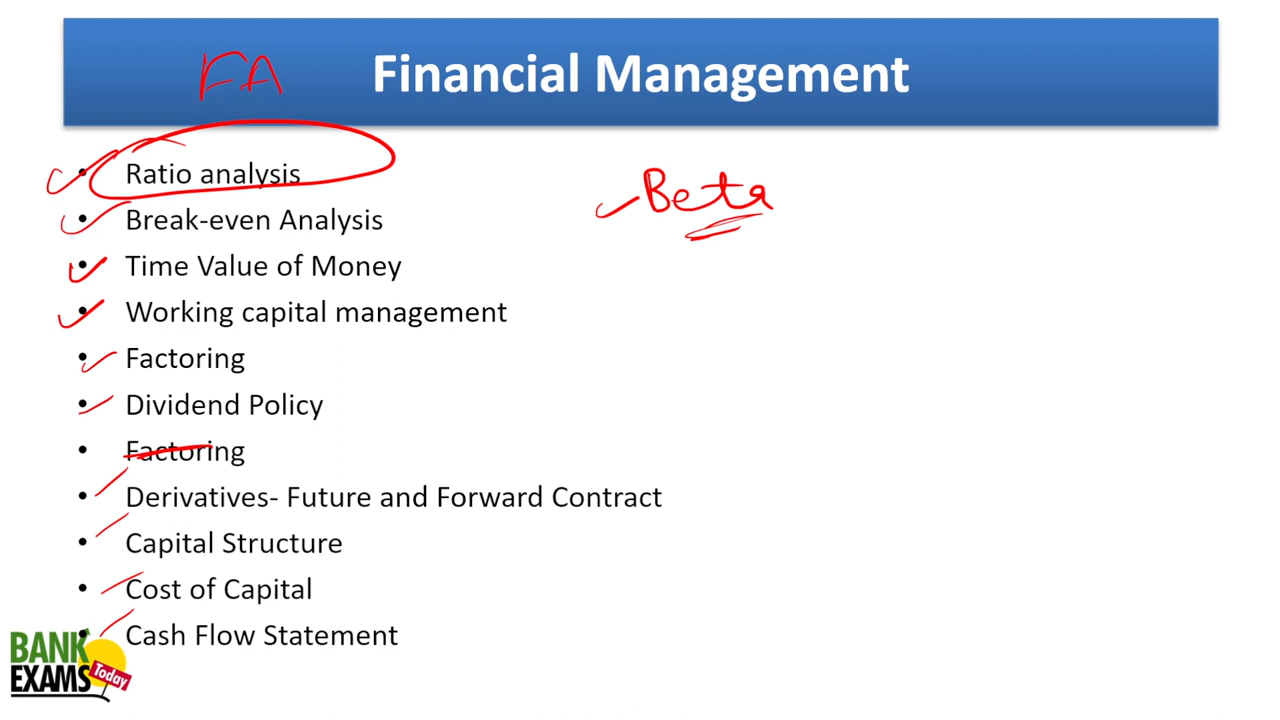 FA Financial Management
• Ratio analysis
Beta
• Break-even Analysis
• Time Value of Money
• Working capital management
• Factoring
• Dividend Policy
• Factoring
• Derivatives- Future and Forward Contract
• Capital Structure
• Cost of Capital
• Cash Flow Statement
BANK
EXAMS
Today